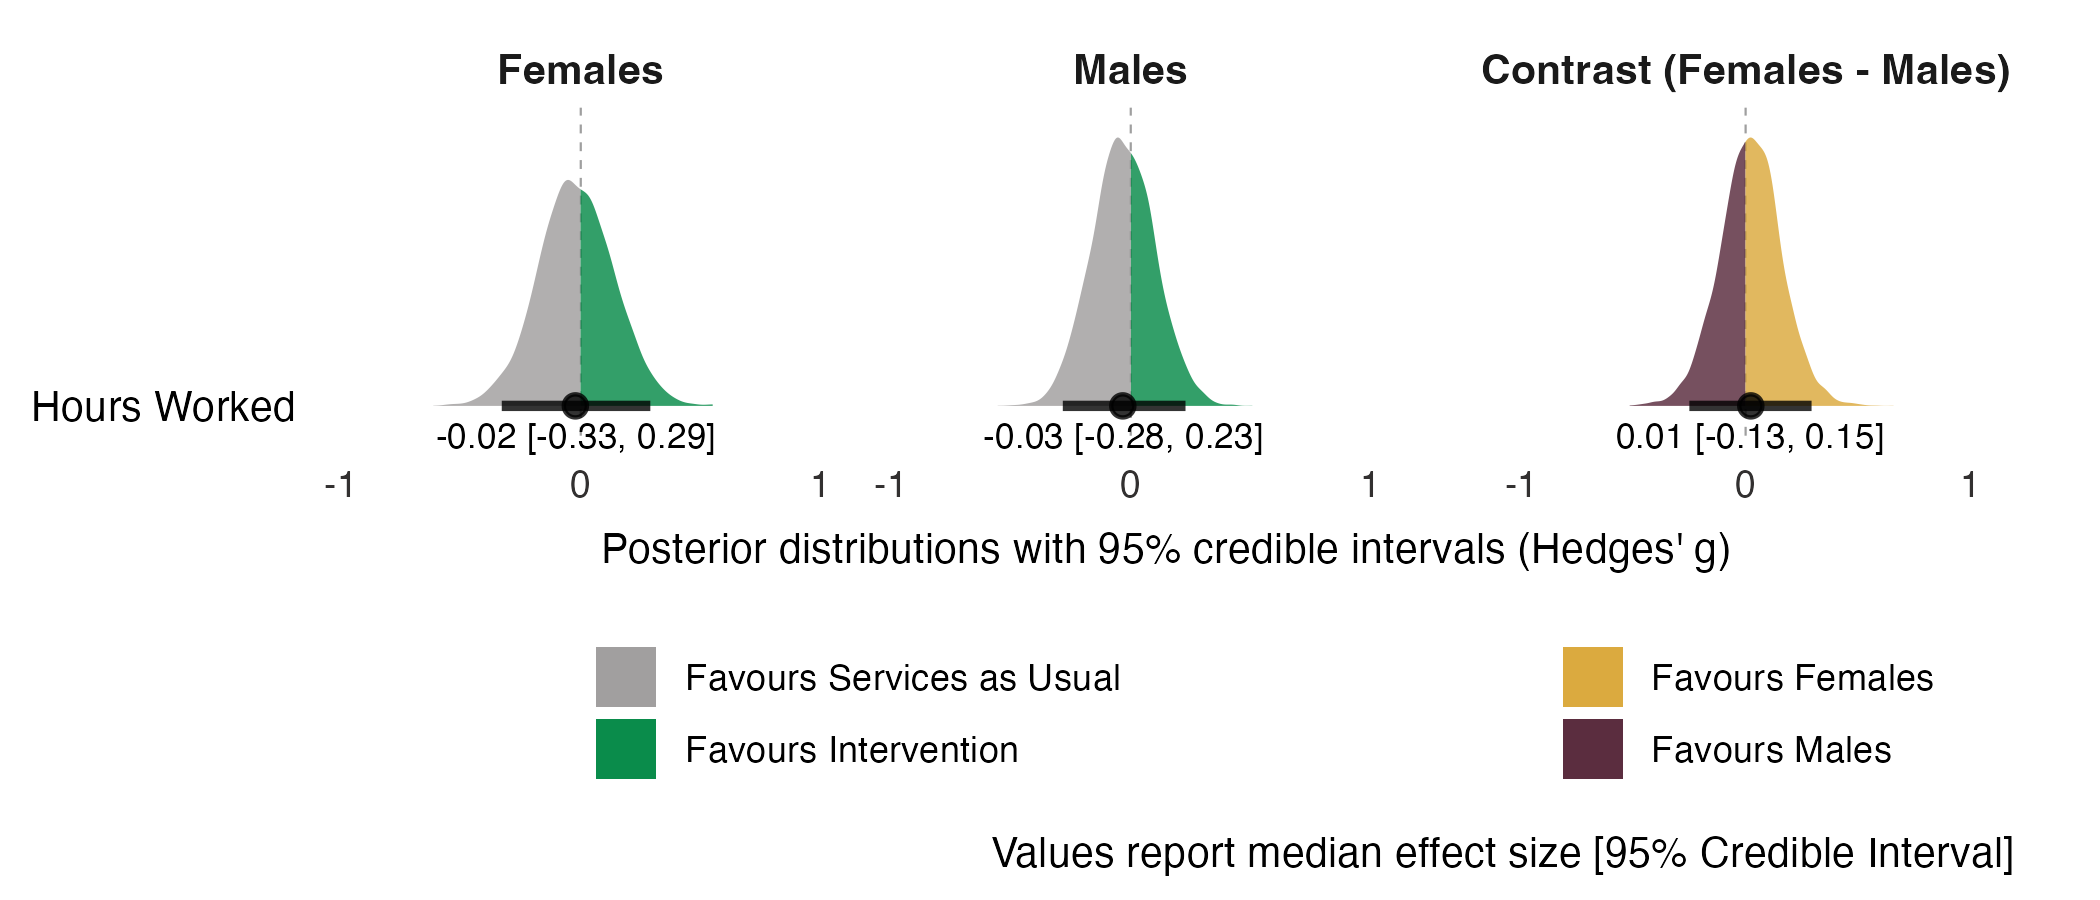 Females Males Contrast (Females - Males)
Hours Worked
-0.02 [-0.33, 0.29] -0.03 [-0.28, 0.23] 0.01 [-0.13, 0.15]
-1 0 1 -1 0 1 -1 0 1
Posterior distributions with 95% credible intervals (Hedges' g)
Favours Services as Usual Favours Females
Favours Intervention Favours Males
Values report median effect size [95% Credible Interval]